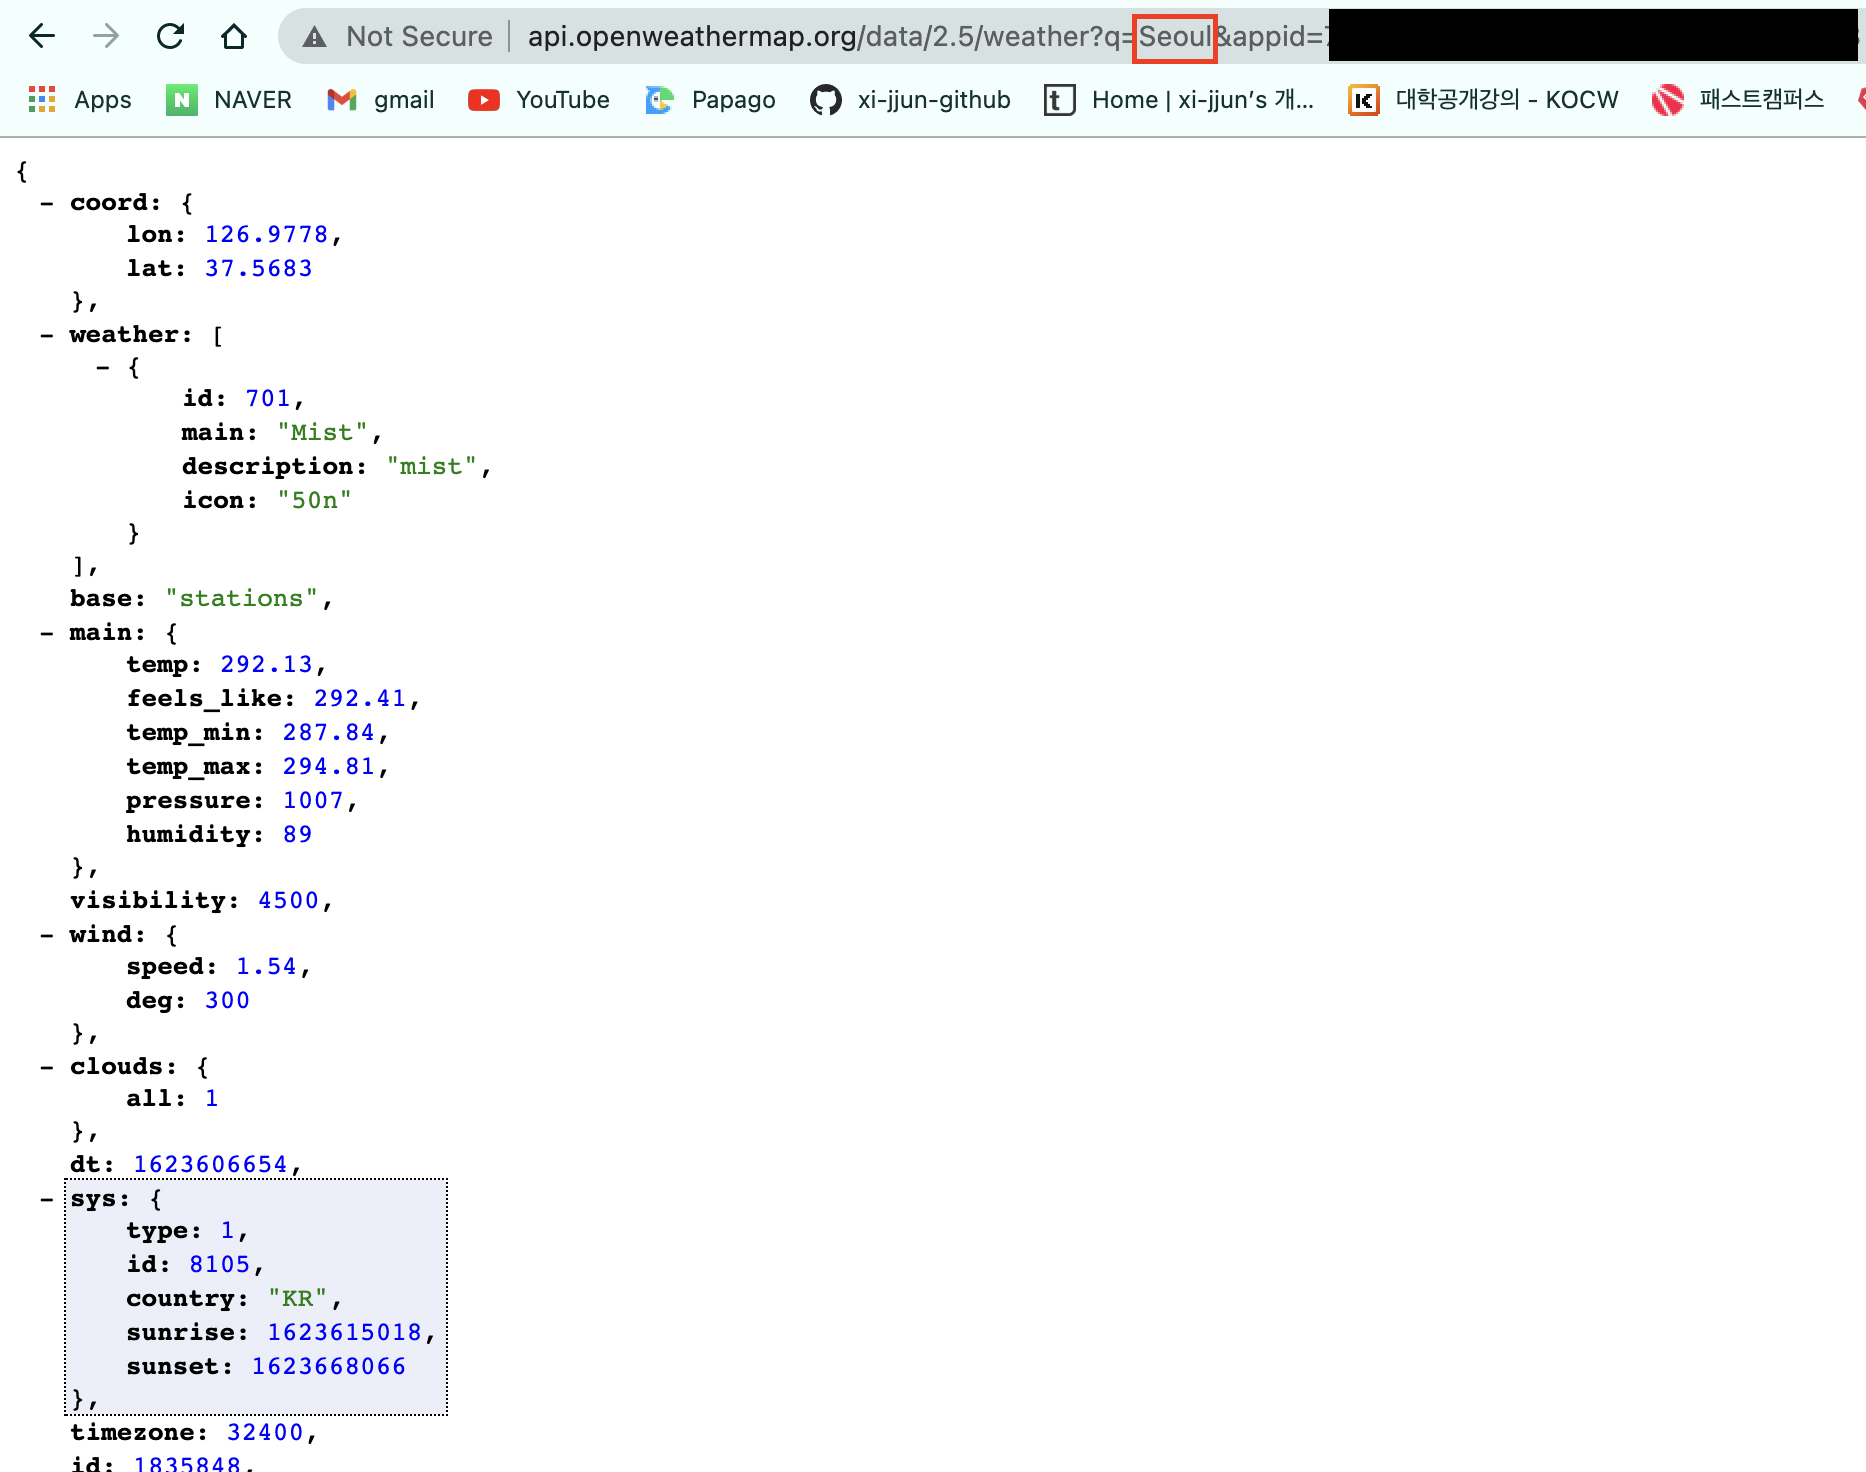 Not Secure | api.openweathermap.org/data/2.5/weather?q=Seoul&appid=
Apps NAVER gmail YouTube Papago xi-jjun-github Home | xi-jjun's 개... 대학공개강의 - KOCW 패스트캠퍼스
{
- coord: {
lon: 126.9778,
lat: 37.5683
},
- weather: [
- {
id: 701,
main: "Mist",
description: "mist",
icon: "50n"
}
],
base: "stations",
- main: {
temp: 292.13,
feels_like: 292.41,
temp_min: 287.84,
temp_max: 294.81,
pressure: 1007,
humidity: 89
},
visibility: 4500,
- wind: {
speed: 1.54,
deg: 300
},
- clouds: {
all: 1
},
dt: 1623606654,
- sys: {
type: 1,
id: 8105,
country: "KR",
sunrise: 1623615018,
sunset: 1623668066
},
timezone: 32400,
id: 1835848,